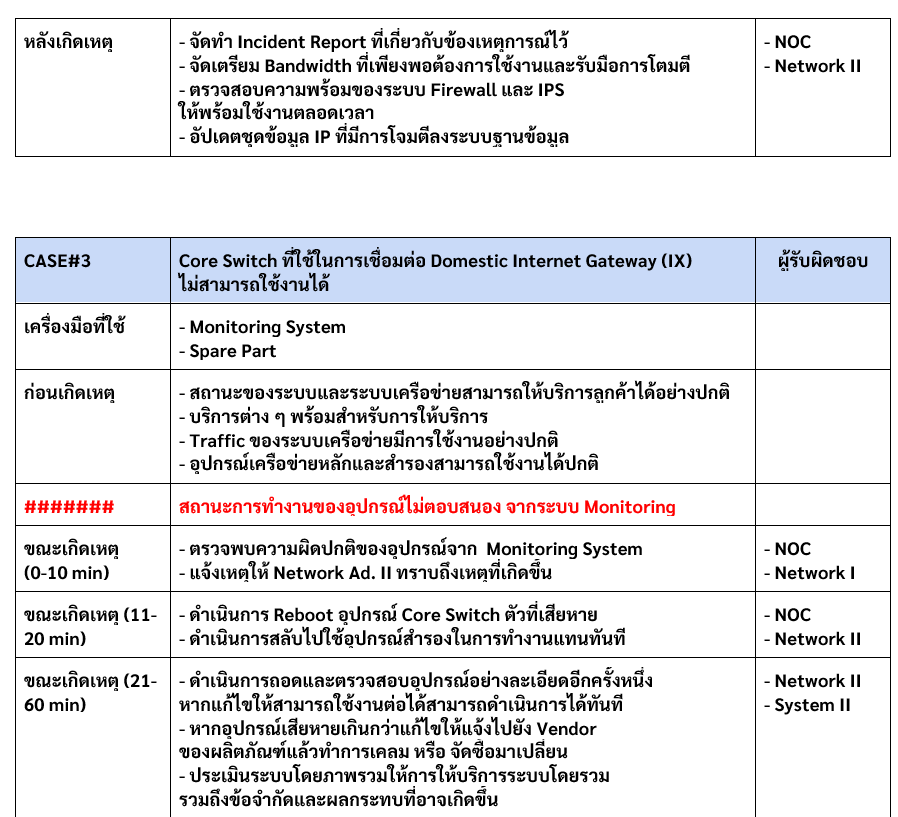 หลังเกิดเหตุ
- จัดทำ Incident Report ที่เกี่ยวกับข้องเหตุการณ์ไว้
- จัดเตรียม Bandwidth ที่เพียงพอต้องการใช้งานและรับมือการโตมตี
- ตรวจสอบความพร้อมของระบบ Firewall และ IPS
ให้พร้อมใช้งานตลอดเวลา
- อัปเดตชุดข้อมูล IP ที่มีการโจมตีลงระบบฐานข้อมูล
- NOC
- Network II
CASE#3
Core Switch ที่ใช้ในการเชื่อมต่อ Domestic Internet Gateway (IX)
ไม่สามารถใช้งานได้
ผู้รับผิดชอบ
เครื่องมือที่ใช้
- Monitoring System
- Spare Part
ก่อนเกิดเหตุ
- สถานะของระบบและระบบเครือข่ายสามารถให้บริการลูกค้าได้อย่างปกติ
- บริการต่าง ๆ พร้อมสำหรับการให้บริการ
- Traffic ของระบบเครือข่ายมีการใช้งานอย่างปกติ
- อุปกรณ์เครือข่ายหลักและสำรองสามารถใช้งานได้ปกติ
#######
สถานะการทำงานของอุปกรณ์ไม่ตอบสนอง จากระบบ Monitoring
ขณะเกิดเหตุ
(0-10 min)
- ตรวจพบความผิดปกติของอุปกรณ์จาก  Monitoring System
- แจ้งเหตุให้ Network Ad. II ทราบถึงเหตุที่เกิดขึ้น
- NOC
- Network I
ขณะเกิดเหตุ (11-
20 min)
- ดำเนินการ Reboot อุปกรณ์ Core Switch ตัวที่เสียหาย
- ดำเนินการสลับไปใช้อุปกรณ์สำรองในการทำงานแทนทันที
- NOC
- Network II
ขณะเกิดเหตุ (21-
60 min)
- ดำเนินการถอดและตรวจสอบอุปกรณ์อย่างละเอียดอีกครั้งหนึ่ง
หากแก้ไขให้สามารถใช้งานต่อได้สามารถดำเนินการได้ทันที
- หากอุปกรณ์เสียหายเกินกว่าแก้ไขให้แจ้งไปยัง Vendor
ของผลิตภัณฑ์แล้วทำการเคลม หรือ จัดซื้อมาเปลี่ยน
- ประเมินระบบโดยภาพรวมให้การให้บริการระบบโดยรวม
รวมถึงข้อจำกัดและผลกระทบที่อาจเกิดขึ้น
- Network II
- System II